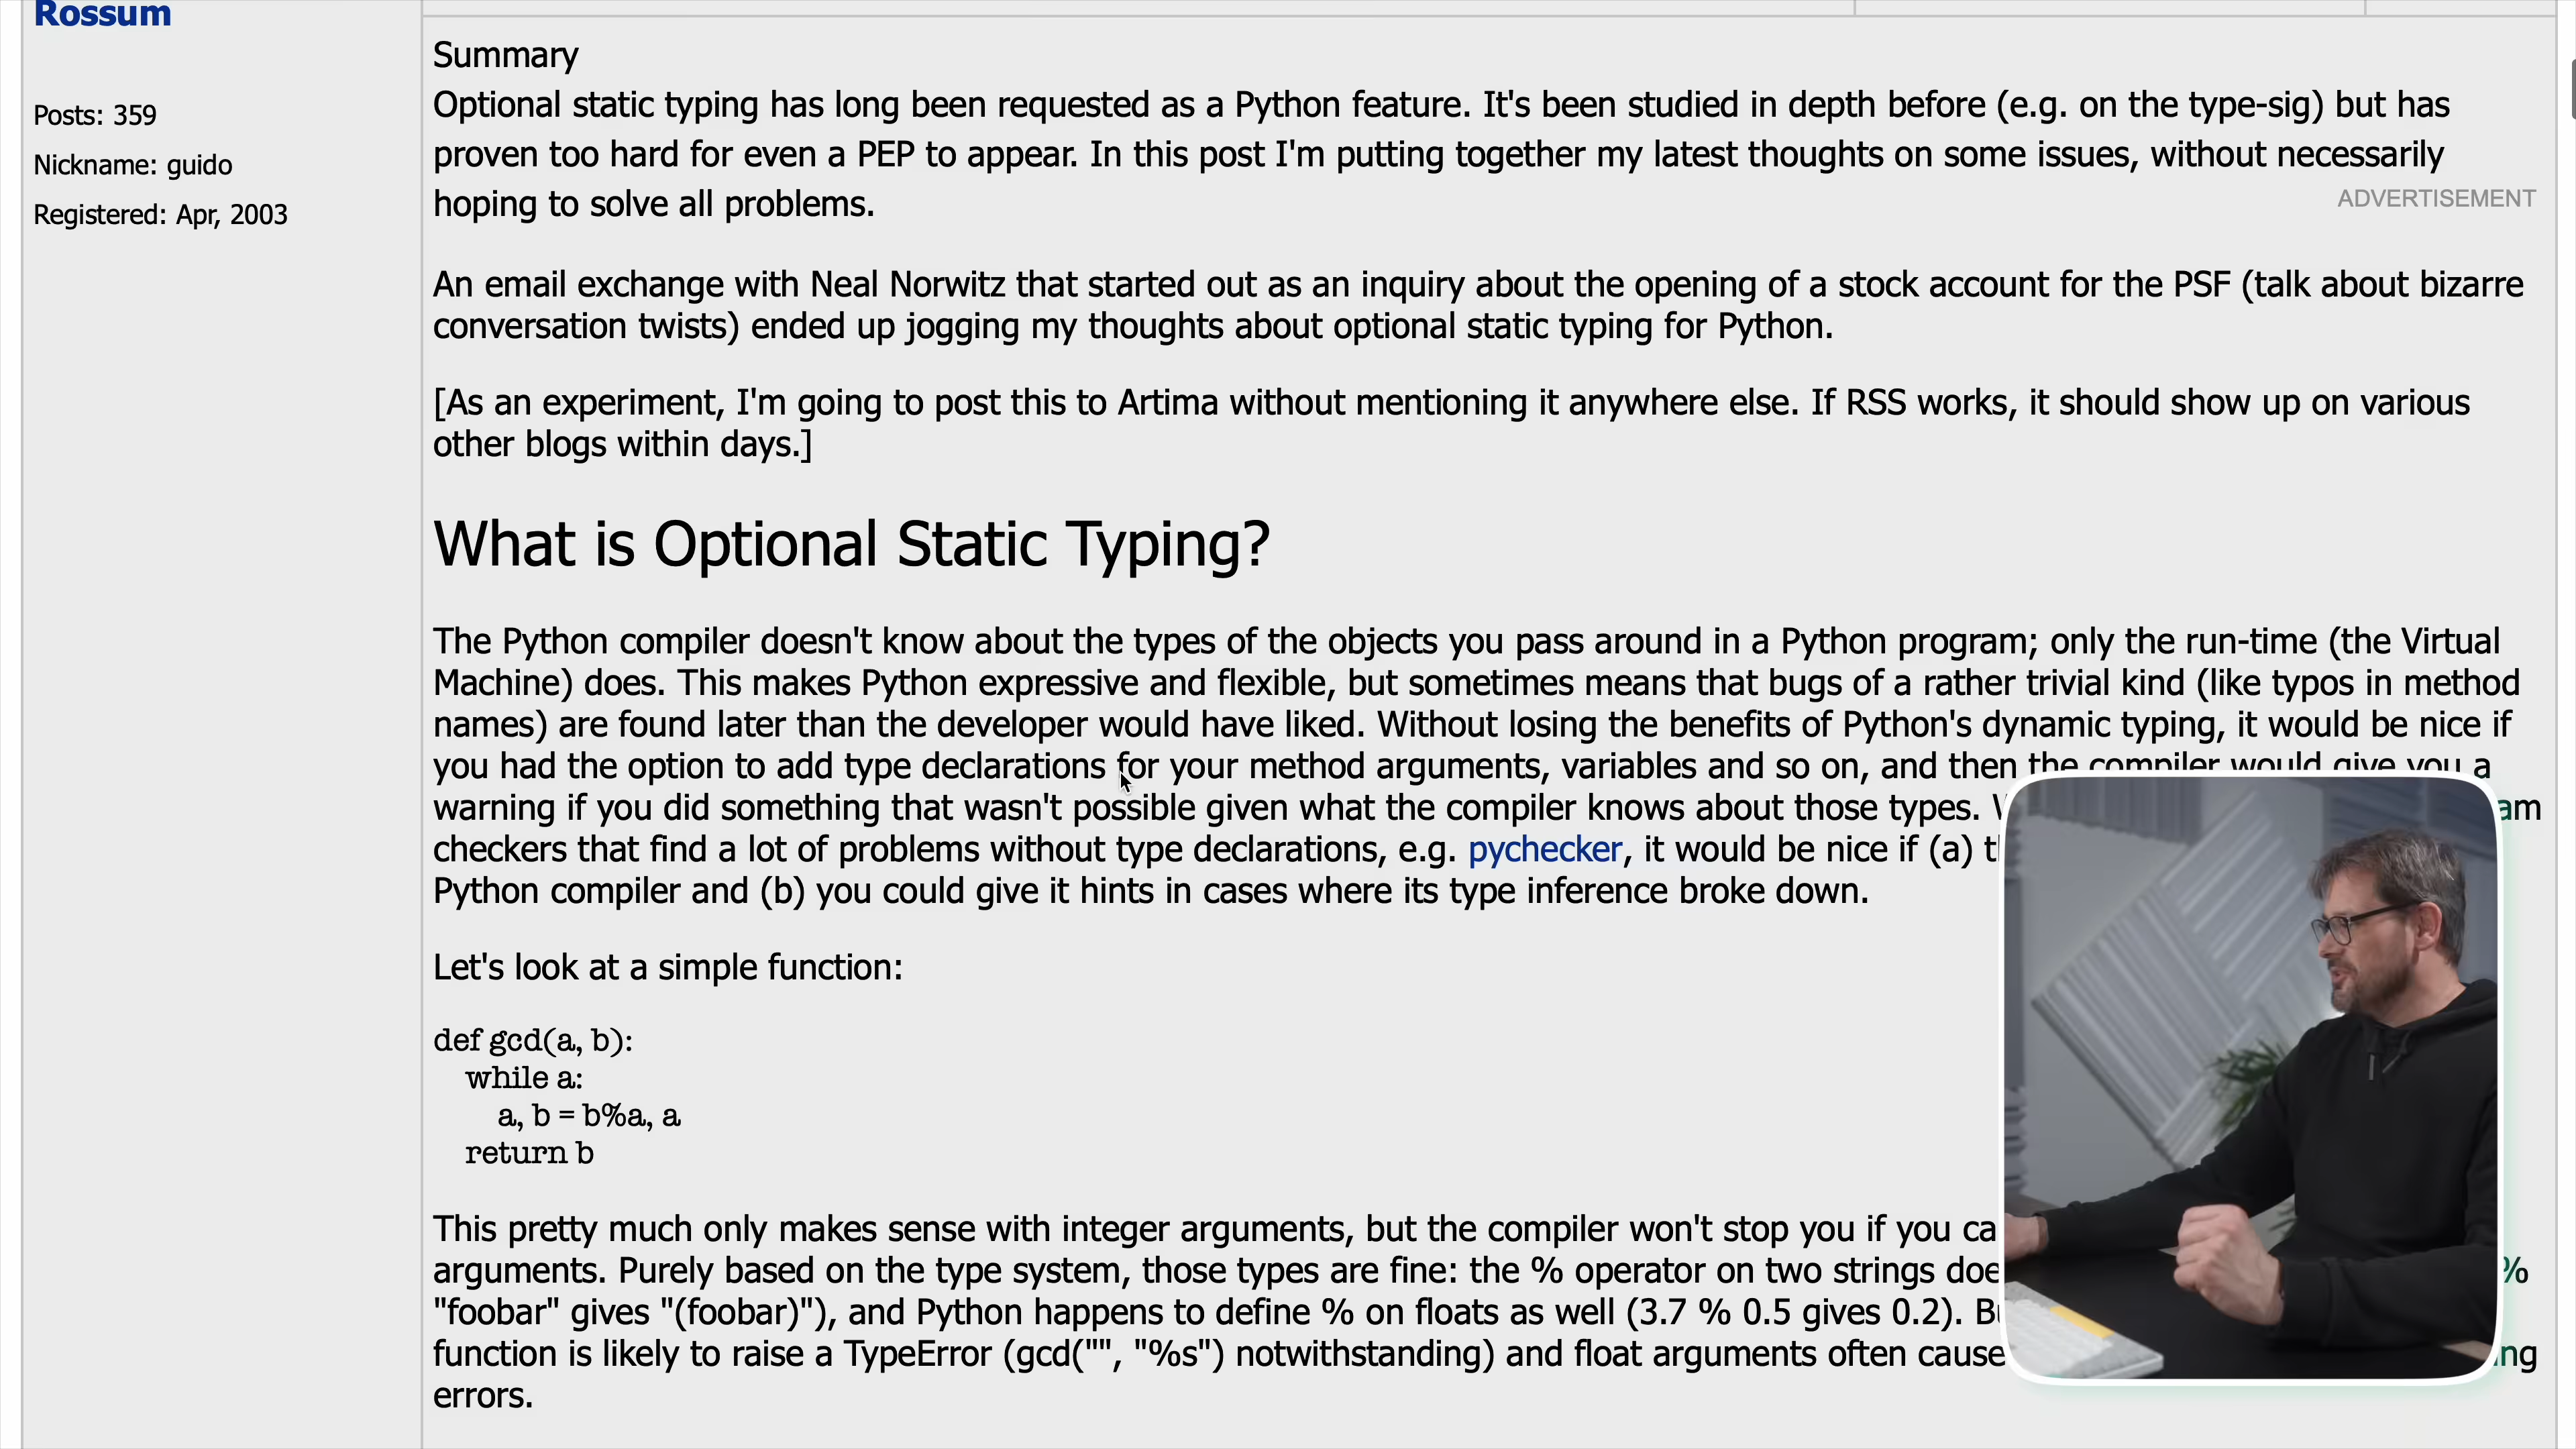 Rossum
Posts: 359
Nickname: guido
Registered: Apr, 2003
Summary
Optional static typing has long been requested as a Python feature. It's been studied in depth before (e.g. on the type-sig) but has
proven too hard for even a PEP to appear. In this post I'm putting together my latest thoughts on some issues, without necessarily
hoping to solve all problems.
ADVERTISEMENT
An email exchange with Neal Norwitz that started out as an inquiry about the opening of a stock account for the PSF (talk about bizarre
conversation twists) ended up jogging my thoughts about optional static typing for Python.
[As an experiment, I'm going to post this to Artima without mentioning it anywhere else. If RSS works, it should show up on various
other blogs within days.]
What is Optional Static Typing?
The Python compiler doesn't know about the types of the objects you pass around in a Python program; only the run-time (the Virtual
Machine) does. This makes Python expressive and flexible, but sometimes means that bugs of a rather trivial kind (like typos in method
names) are found later than the developer would have liked. Without losing the benefits of Python's dynamic typing, it would be nice if
you had the option to add type declarations for your method arguments, variables and so on, and then the compiler would give you a
warning if you did something that wasn't possible given what the compiler knows about those types. am
checkers that find a lot of problems without type declarations, e.g. pychecker, it would be nice if (a)
Python compiler and (b) you could give it hints in cases where its type inference broke down.
Let's look at a simple function:
def gcd(a, b):
while a:
a, b = b%a, a
return b
This pretty much only makes sense with integer arguments, but the compiler won't stop you if you ca
arguments. Purely based on the type system, those types are fine: the % operator on two strings doe %
"foobar" gives "(foobar)"), and Python happens to define % on floats as well (3.7 % 0.5 gives 0.2).
function is likely to raise a TypeError (gcd("", "%s") notwithstanding) and float arguments often cause ng
errors.